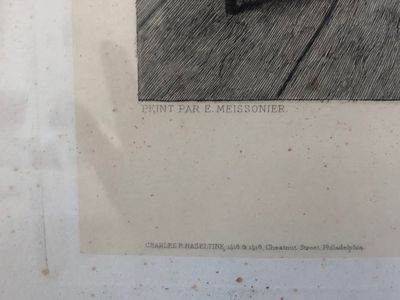 PEINT PAR E. MEISSONIER.
CHARLES F. HASELTINE, 1416 & 1418, Chestnut Street, Philadelphia.